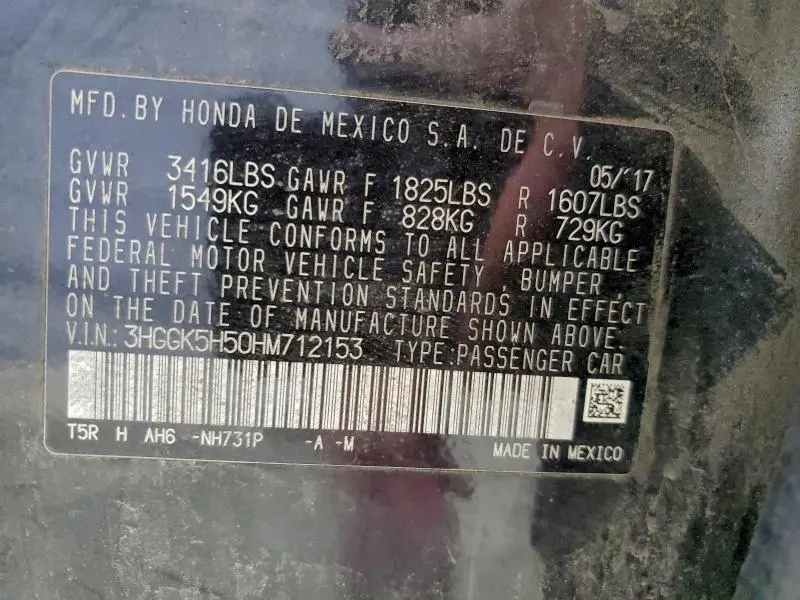 MFD. BY HONDA DE MEXICO S.A. DE C.V.
05/'17
GVWR 3416LBS GAWR F 1825LBS R 1607LBS
GVWR 1549KG GAWR F 828KG R 729KG
THIS VEHICLE CONFORMS TO ALL APPLICABLE
FEDERAL MOTOR VEHICLE SAFETY, BUMPER,
AND THEFT PREVENTION STANDARDS IN EFFECT
ON THE DATE OF MANUFACTURE SHOWN ABOVE.
V.I.N: 3HGGK5H50HM712153 TYPE:PASSENGER CAR
T5R H AH6 -NH731P -A -M MADE IN MEXICO